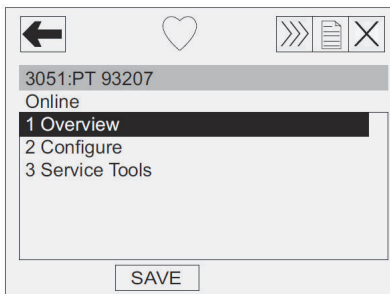 3051:PT 93207
Online
1 Overview
2 Configure
3 Service Tools
SAVE